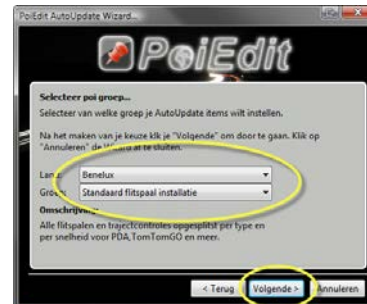 PoiEdit AutoUpdate Wizard...
PoiEdit
Selecteer poi groep...
Selecteer van welke groep je AutoUpdate items wilt instellen.
Na het maken van je keuze klk je "Volgende" om door te gaan. Klik op
"Annuleren" de Wizard af te sluiten.
Land: Benelux
Groep: Standaard flitspaal installatie
Omschrijving:
Alle flitspalen en trajectcontroles opgesplitst per type en
per snelheid voor PDA,TomTomGO en meer.
< Terug Volgende > Annuleren